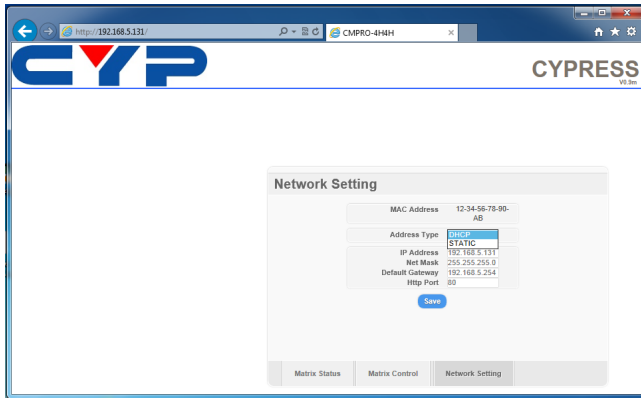 http://192.168.5.131/
CMPRO-4H4H
CYP
CYPRESS
V0.9m
Network Setting
MAC Address 12-34-56-78-90-
AB
Address Type DHCP
STATIC
IP Address 192.168.5.131
Net Mask 255.255.255.0
Default Gateway 192.168.5.254
Http Port 80
Save
Matrix Status Matrix Control Network Setting